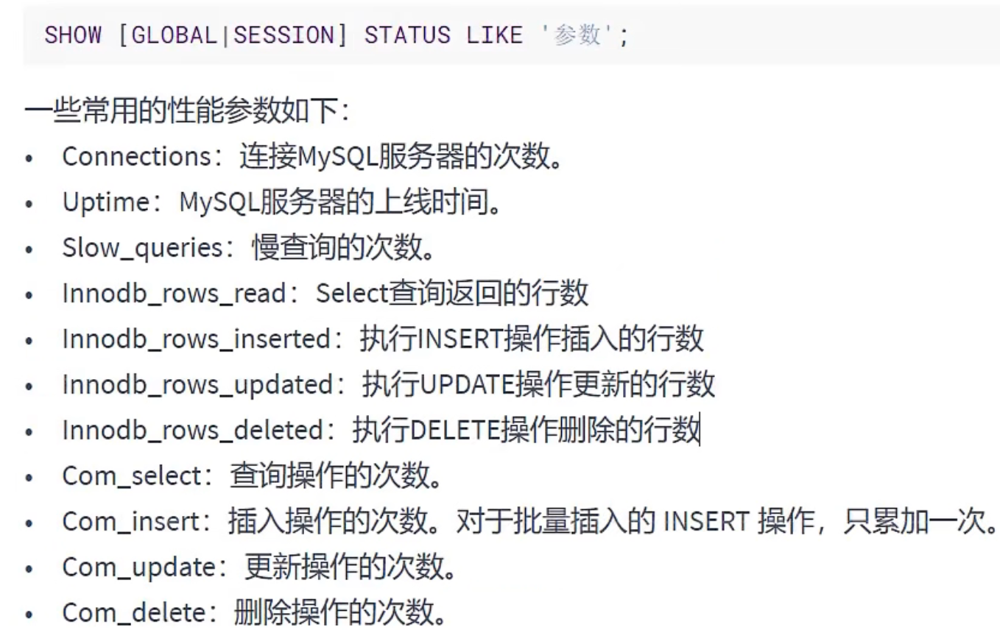 SHOW [GLOBAL|SESSION] STATUS LIKE '参数';
一些常用的性能参数如下：
• Connections：连接MySQL服务器的次数。
• Uptime：MySQL服务器的上线时间。
• Slow_queries：慢查询的次数。
• Innodb_rows_read：Select查询返回的行数
• Innodb_rows_inserted：执行INSERT操作插入的行数
• Innodb_rows_updated：执行UPDATE操作更新的行数
• Innodb_rows_deleted：执行DELETE操作删除的行数
• Com_select：查询操作的次数。
• Com_insert：插入操作的次数。对于批量插入的 INSERT 操作，只累加一次。
• Com_update：更新操作的次数。
• Com_delete：删除操作的次数。